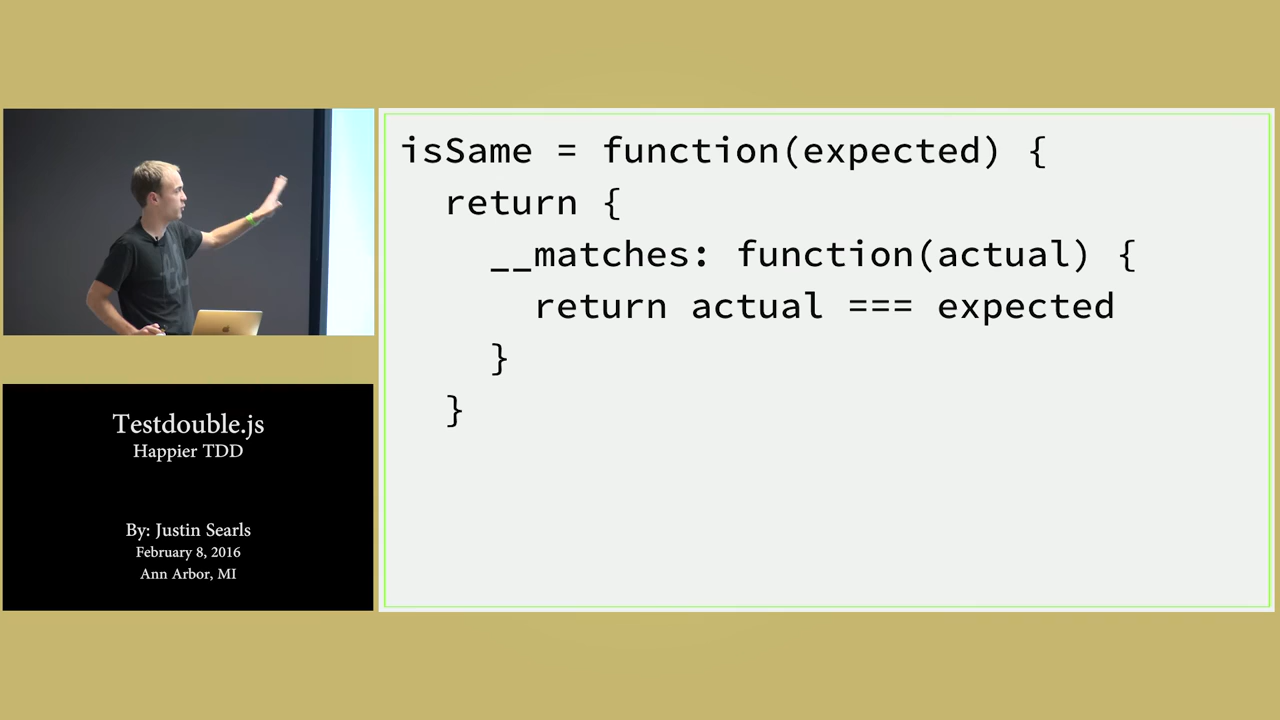 isSame = function(expected) {
  return {
    __matches: function(actual) {
      return actual === expected
    }
  }
Testdouble.js
Happier TDD
By: Justin Searls
February 8, 2016
Ann Arbor, MI